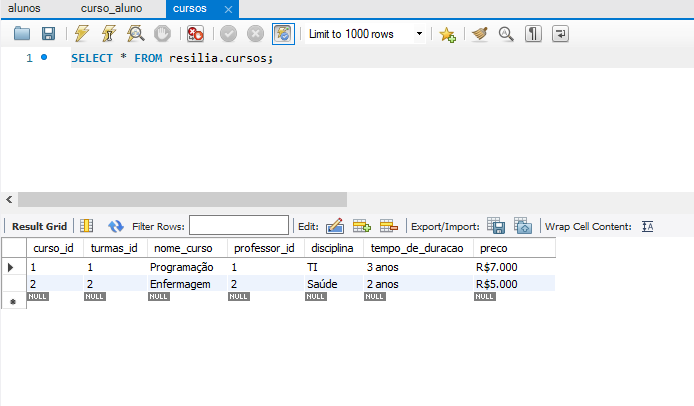 alunos curso_aluno cursos
Limit to 1000 rows
1 SELECT * FROM resilia.cursos;
Result Grid Filter Rows: Edit: Export/Import: Wrap Cell Content:
curso_id turmas_id nome_curso professor_id disciplina tempo_de_duracao preco
1 1 Programação 1 TI 3 anos R$7.000
2 2 Enfermagem 2 Saúde 2 anos R$5.000
NULL NULL NULL NULL NULL NULL NULL